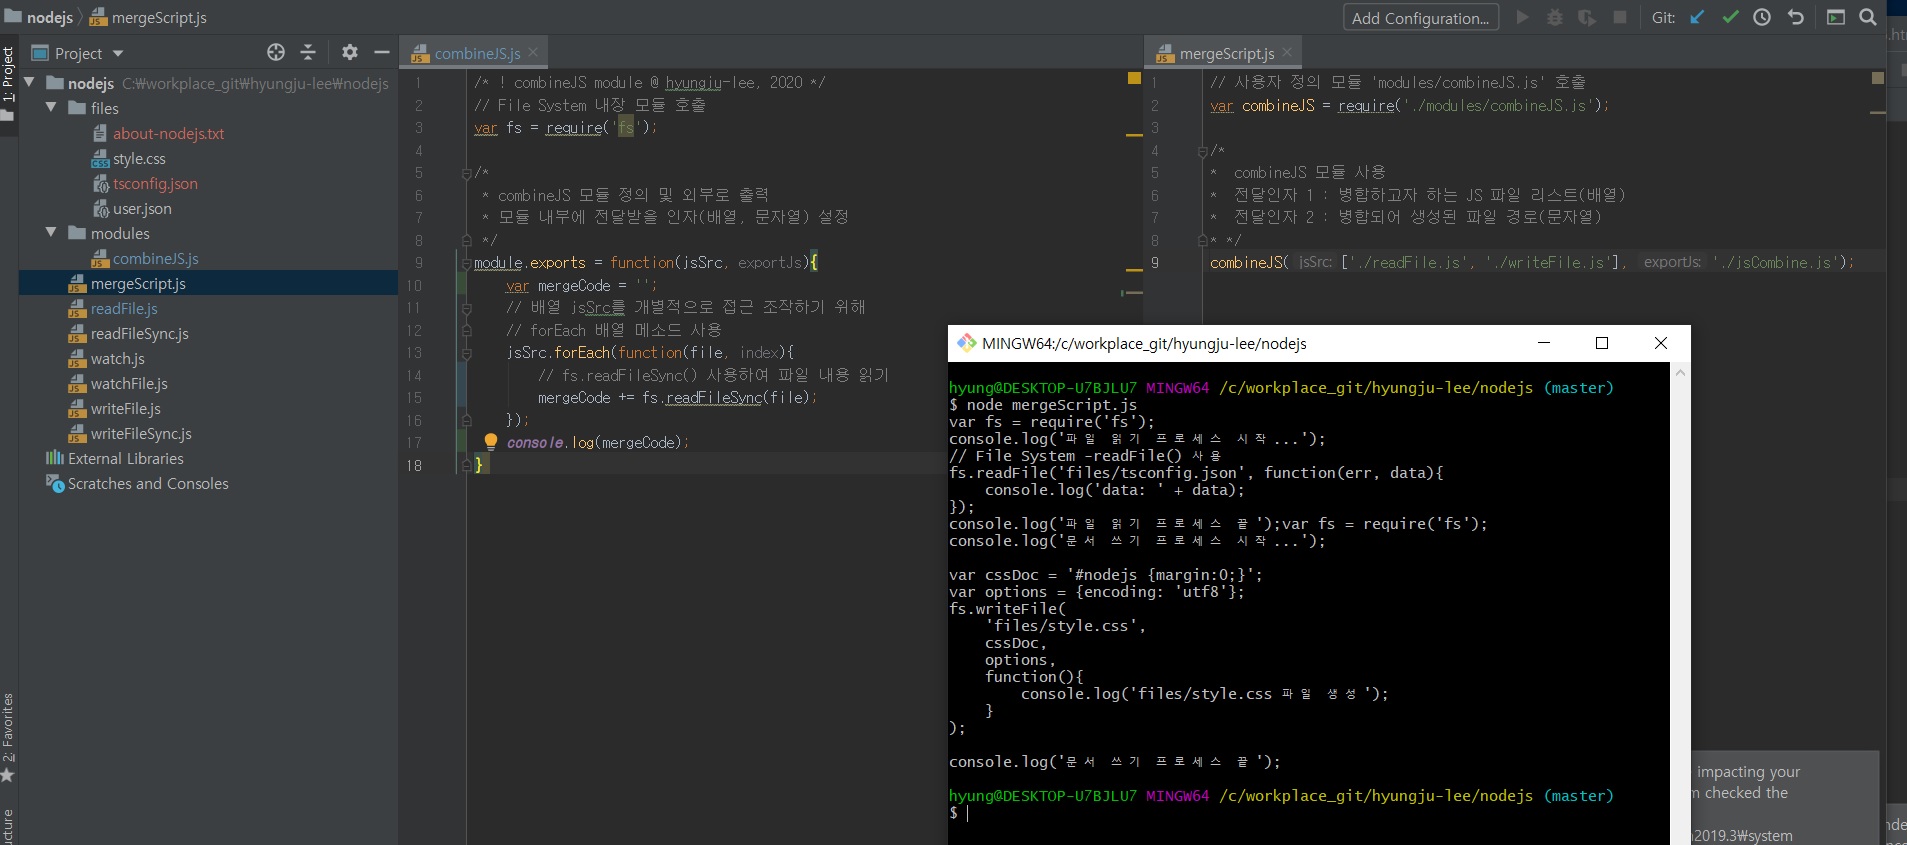 nodejs mergeScript.js
Add Configuration...
Git:
1: Project
Project
nodejs C:₩workplace_git₩hyungju-lee₩nodejs
files
about-nodejs.txt
style.css
tsconfig.json
user.json
modules
combineJS.js
mergeScript.js
readFile.js
readFileSync.js
watch.js
watchFile.js
writeFile.js
writeFileSync.js
External Libraries
Scratches and Consoles
2: Favorites
ucture
combineJS.js
1 /* ! combineJS module @ hyungju-lee, 2020 */
2 // File System 내장 모듈 호출
3 var fs = require('fs');
4
5 /*
6 * combineJS 모듈 정의 및 외부로 출력
7 * 모듈 내부에 전달받을 인자(배열, 문자열) 설정
8 */
9 module.exports = function(jsSrc, exportJs){
10 var mergeCode = '';
11 // 배열 jsSrc를 개별적으로 접근 조작하기 위해
12 // forEach 배열 메소드 사용
13 jsSrc.forEach(function(file, index){
14 // fs.readFileSync() 사용하여 파일 내용 읽기
15 mergeCode += fs.readFileSync(file);
16 });
17 console.log(mergeCode);
18 }
mergeScript.js
1 // 사용자 정의 모듈 'modules/combineJS.js' 호출
2 var combineJS = require('./modules/combineJS.js');
3
4 /*
5 * combineJS 모듈 사용
6 * 전달인자 1 : 병합하고자 하는 JS 파일 리스트(배열)
7 * 전달인자 2 : 병합되어 생성된 파일 경로(문자열)
8 * */
9 combineJS( jsSrc: ['./readFile.js', './writeFile.js'], exportJs: './jsCombine.js');
MINGW64:/c/workplace_git/hyungju-lee/nodejs
hyung@DESKTOP-U7BJLU7 MINGW64 /c/workplace_git/hyungju-lee/nodejs (master)
$ node mergeScript.js
var fs = require('fs');
console.log('파일 읽기 프로세스 시작...');
// File System -readFile() 사용
fs.readFile('files/tsconfig.json', function(err, data){
console.log('data: ' + data);
});
console.log('파일 읽기 프로세스 끝');var fs = require('fs');
console.log('문서 쓰기 프로세스 시작...');
var cssDoc = '#nodejs {margin:0;}';
var options = {encoding: 'utf8'};
fs.writeFile(
'files/style.css',
cssDoc,
options,
function(){
console.log('files/style.css 파일 생성');
}
);
console.log('문서 쓰기 프로세스 끝');
hyung@DESKTOP-U7BJLU7 MINGW64 /c/workplace_git/hyungju-lee/nodejs (master)
$
impacting your
m checked the
2019.3₩system